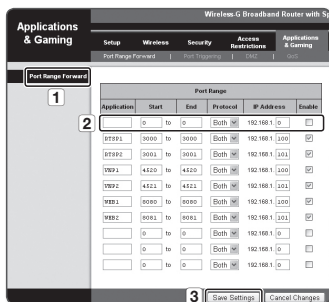 Wireless-G Broadband Router with Sp
Applications & Gaming
Setup Wireless Security Access Restrictions Applications & Gaming
Port Range Forward | Port Triggering | DMZ | QoS
Port Range Forward
1
Port Range
Application Start End Protocol IP Address Enable
2
0 to 0 Both 192.168.1. 0
RTSP1 3000 to 3000 Both 192.168.1. 100
RTSP2 3001 to 3001 Both 192.168.1. 101
VNP1 4520 to 4520 Both 192.168.1. 100
VNP2 4521 to 4521 Both 192.168.1. 101
WEB1 8080 to 8080 Both 192.168.1. 100
WEB2 8081 to 8081 Both 192.168.1. 101
0 to 0 Both 192.168.1. 0
0 to 0 Both 192.168.1. 0
0 to 0 Both 192.168.1. 0
3
Save Settings Cancel Changes